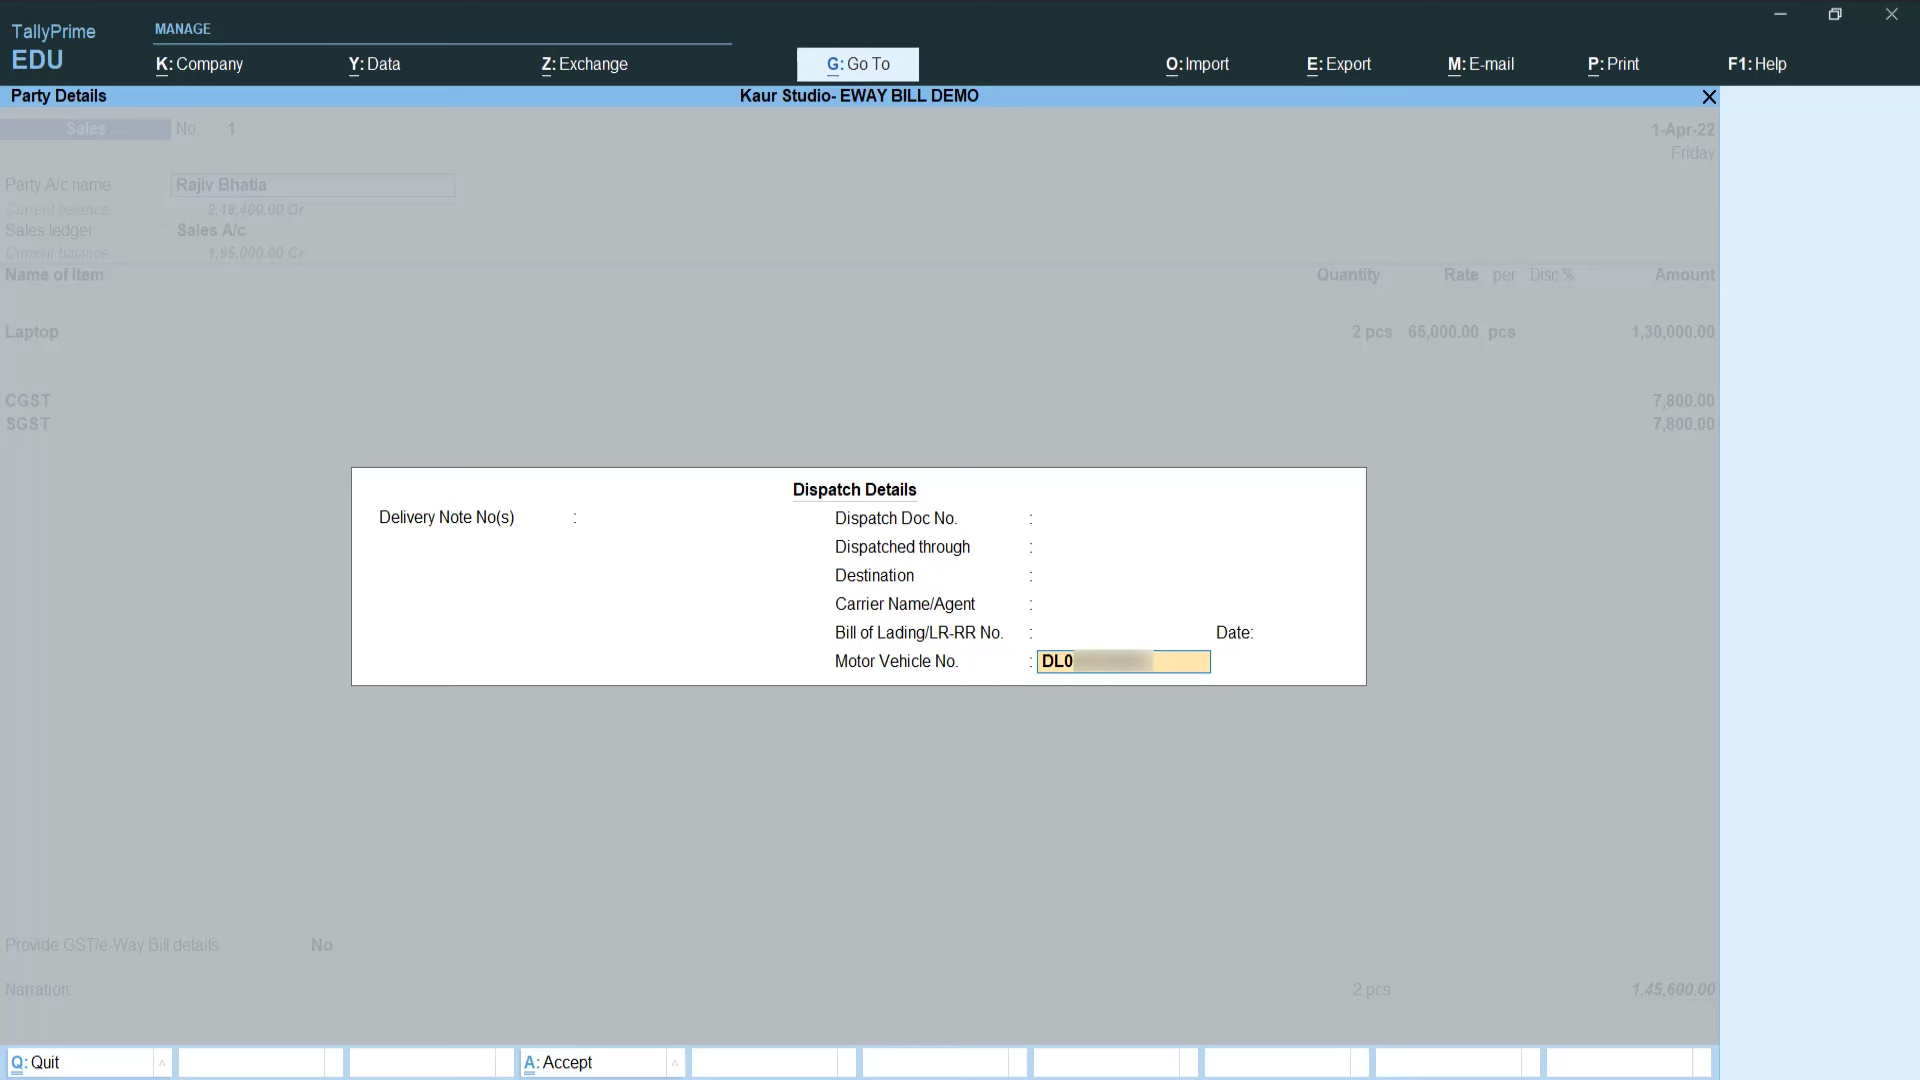 TallyPrime
EDU
MANAGE
K: Company
Y: Data
Z: Exchange
G: Go To
O: Import
E: Export
M: E-mail
P: Print
F1: Help
Party Details
Kaur Studio- EWAY BILL DEMO
Sales No. 1
1-Apr-22
Friday
Party A/c name : Rajiv Bhatia
Current balance 2,18,400.00 Dr
Sales ledger : Sales A/c
Current balance 1,95,000.00 Cr
Name of Item Quantity Rate per Disc % Amount
Laptop 2 pcs 65,000.00 pcs 1,30,000.00
CGST 7,800.00
SGST 7,800.00
Dispatch Details
Delivery Note No(s) :
Dispatch Doc No. :
Dispatched through :
Destination :
Carrier Name/Agent :
Bill of Lading/LR-RR No. : Date:
Motor Vehicle No. : DL0
Provide GST/e-Way Bill details No
Narration: 2 pcs 1,45,600.00
Q: Quit
A: Accept